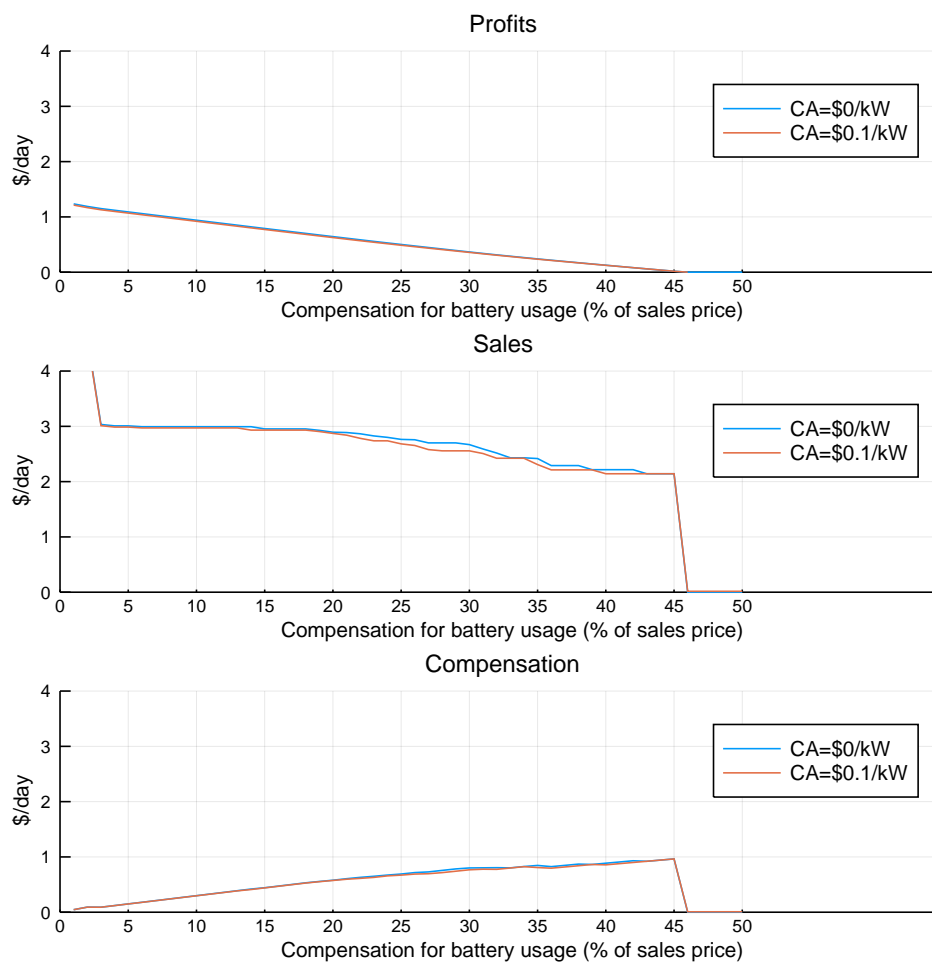 Profits
4
3
2
1
0
$/day
CA=$0/kW
CA=$0.1/kW
0 5 10 15 20 25 30 35 40 45 50
Compensation for battery usage (% of sales price)
Sales
4
3
2
1
0
$/day
CA=$0/kW
CA=$0.1/kW
0 5 10 15 20 25 30 35 40 45 50
Compensation for battery usage (% of sales price)
Compensation
4
3
2
1
0
$/day
CA=$0/kW
CA=$0.1/kW
0 5 10 15 20 25 30 35 40 45 50
Compensation for battery usage (% of sales price)